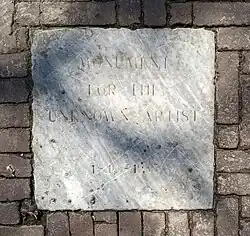 MONUMENT
FOR THE
UNKNOWN ARTIST